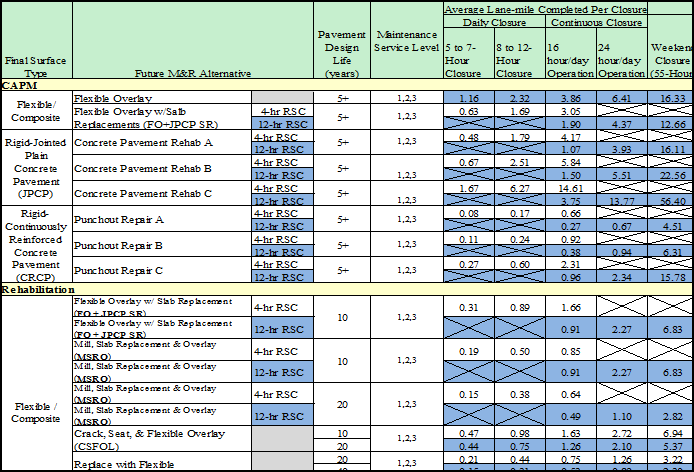 Average Lane-mile Completed Per Closure
Daily Closure Continuous Closure
Final Surface Type Future M&R Alternative Pavement Design Life (years) Maintenance Service Level 5 to 7-Hour Closure 8 to 12-Hour Closure 16 hour/day Operation 24 hour/day Operation Weekend Closure (55-Hour
CAPM
Flexible/ Composite
Flexible Overlay 5+ 1,2,3 1.16 2.32 3.86 6.41 16.33
Flexible Overlay w/Salb Replacements (FO+JPCP SR) 4-hr RSC 5+ 1,2,3 0.63 1.69 3.05
12-hr RSC 1.90 4.37 12.66
Rigid-Jointed Plain Concrete Pavement (JPCP)
Concrete Pavement Rehab A 4-hr RSC 5+ 1,2,3 0.48 1.79 4.17
12-hr RSC 1.07 3.93 16.11
Concrete Pavement Rehab B 4-hr RSC 5+ 1,2,3 0.67 2.51 5.84
12-hr RSC 1.50 5.51 22.56
Concrete Pavement Rehab C 4-hr RSC 5+ 1,2,3 1.67 6.27 14.61
12-hr RSC 3.75 13.77 56.40
Rigid-Continuously Reinforced Concrete Pavement (CRCP)
Punchout Repair A 4-hr RSC 5+ 1,2,3 0.08 0.17 0.66
12-hr RSC 0.27 0.67 4.51
Punchout Repair B 4-hr RSC 5+ 1,2,3 0.11 0.24 0.92
12-hr RSC 0.38 0.94 6.31
Punchout Repair C 4-hr RSC 5+ 1,2,3 0.27 0.60 2.31
12-hr RSC 0.96 2.34 15.78
Rehabilitation
Flexible / Composite
Flexible Overlay w/ Slab Replacement (FO + JPCP SR) 4-hr RSC 10 1,2,3 0.31 0.89 1.66
Flexible Overlay w/ Slab Replacement (FO + JPCP SR) 12-hr RSC 0.91 2.27 6.83
Mill, Slab Replacement & Overlay (MSRO) 4-hr RSC 10 1,2,3 0.19 0.50 0.85
Mill, Slab Replacement & Overlay (MSRO) 12-hr RSC 0.91 2.27 6.83
Mill, Slab Replacement & Overlay (MSRO) 4-hr RSC 20 1,2,3 0.15 0.38 0.64
Mill, Slab Replacement & Overlay (MSRO) 12-hr RSC 0.49 1.10 2.82
Crack, Seat, & Flexible Overlay (CSFOL) 10 1,2,3 0.47 0.98 1.63 2.72 6.94
20 0.44 0.75 1.26 2.10 5.37
Replace with Flexible 20 1,2,3 0.21 0.44 0.75 1.26 3.22